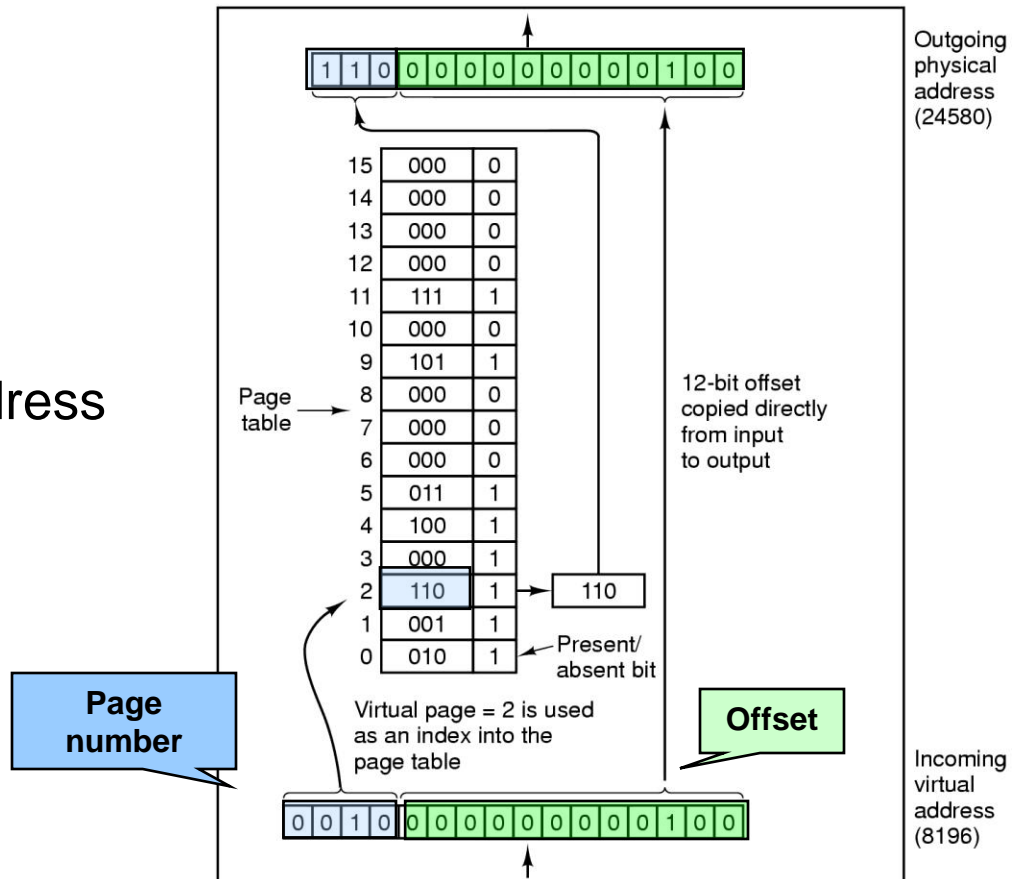 Outgoing
physical
address
(24580)
1 1 0 0 0 0 0 0 0 0 0 0 1 0 0
15 000 0
14 000 0
13 000 0
12 000 0
11 111 1
10 000 0
9 101 1
8 000 0
7 000 0
6 000 0
5 011 1
4 100 1
3 000 1
2 110 1 110
1 001 1
0 010 1
dress
Page
table
12-bit offset
copied directly
from input
to output
Present/
absent bit
Page
number
Virtual page = 2 is used
as an index into the
page table
Offset
0 0 1 0 0 0 0 0 0 0 0 0 0 1 0 0
Incoming
virtual
address
(8196)